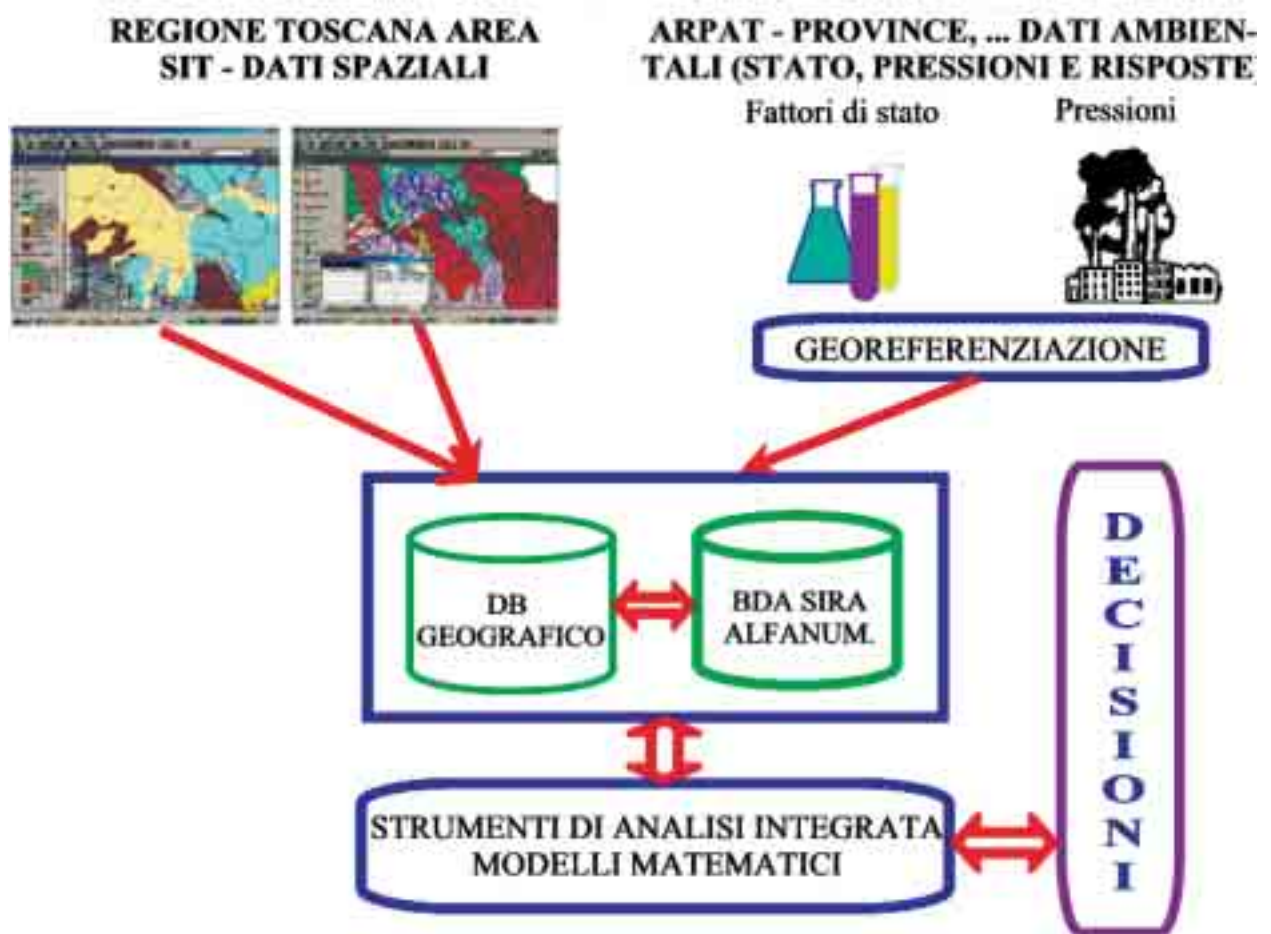 REGIONE TOSCANA AREA
SIT - DATI SPAZIALI
ARPAT - PROVINCE, ... DATI AMBIEN-
TALI (STATO, PRESSIONI E RISPOSTE)
Fattori di stato
Pressioni
GEOREFERENZIAZIONE
DB
GEOGRAFICO
BDA SIRA
ALFANUM.
STRUMENTI DI ANALISI INTEGRATA
MODELLI MATEMATICI
DECISIONI